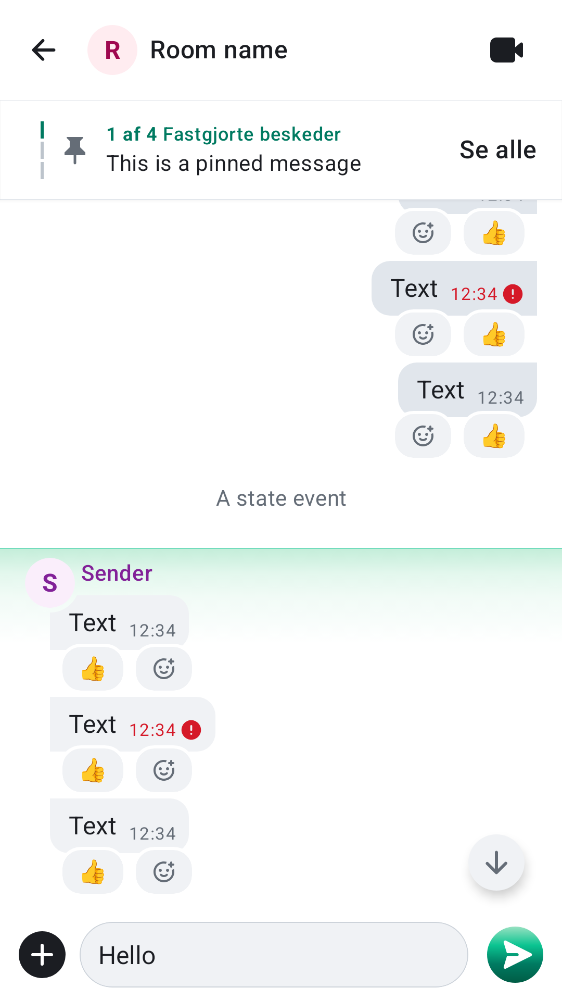 R Room name
1 af 4 Fastgjorte beskeder
This is a pinned message
Se alle
Text 12:34
Text 12:34
A state event
S Sender
Text 12:34
Text 12:34
Text 12:34
Hello